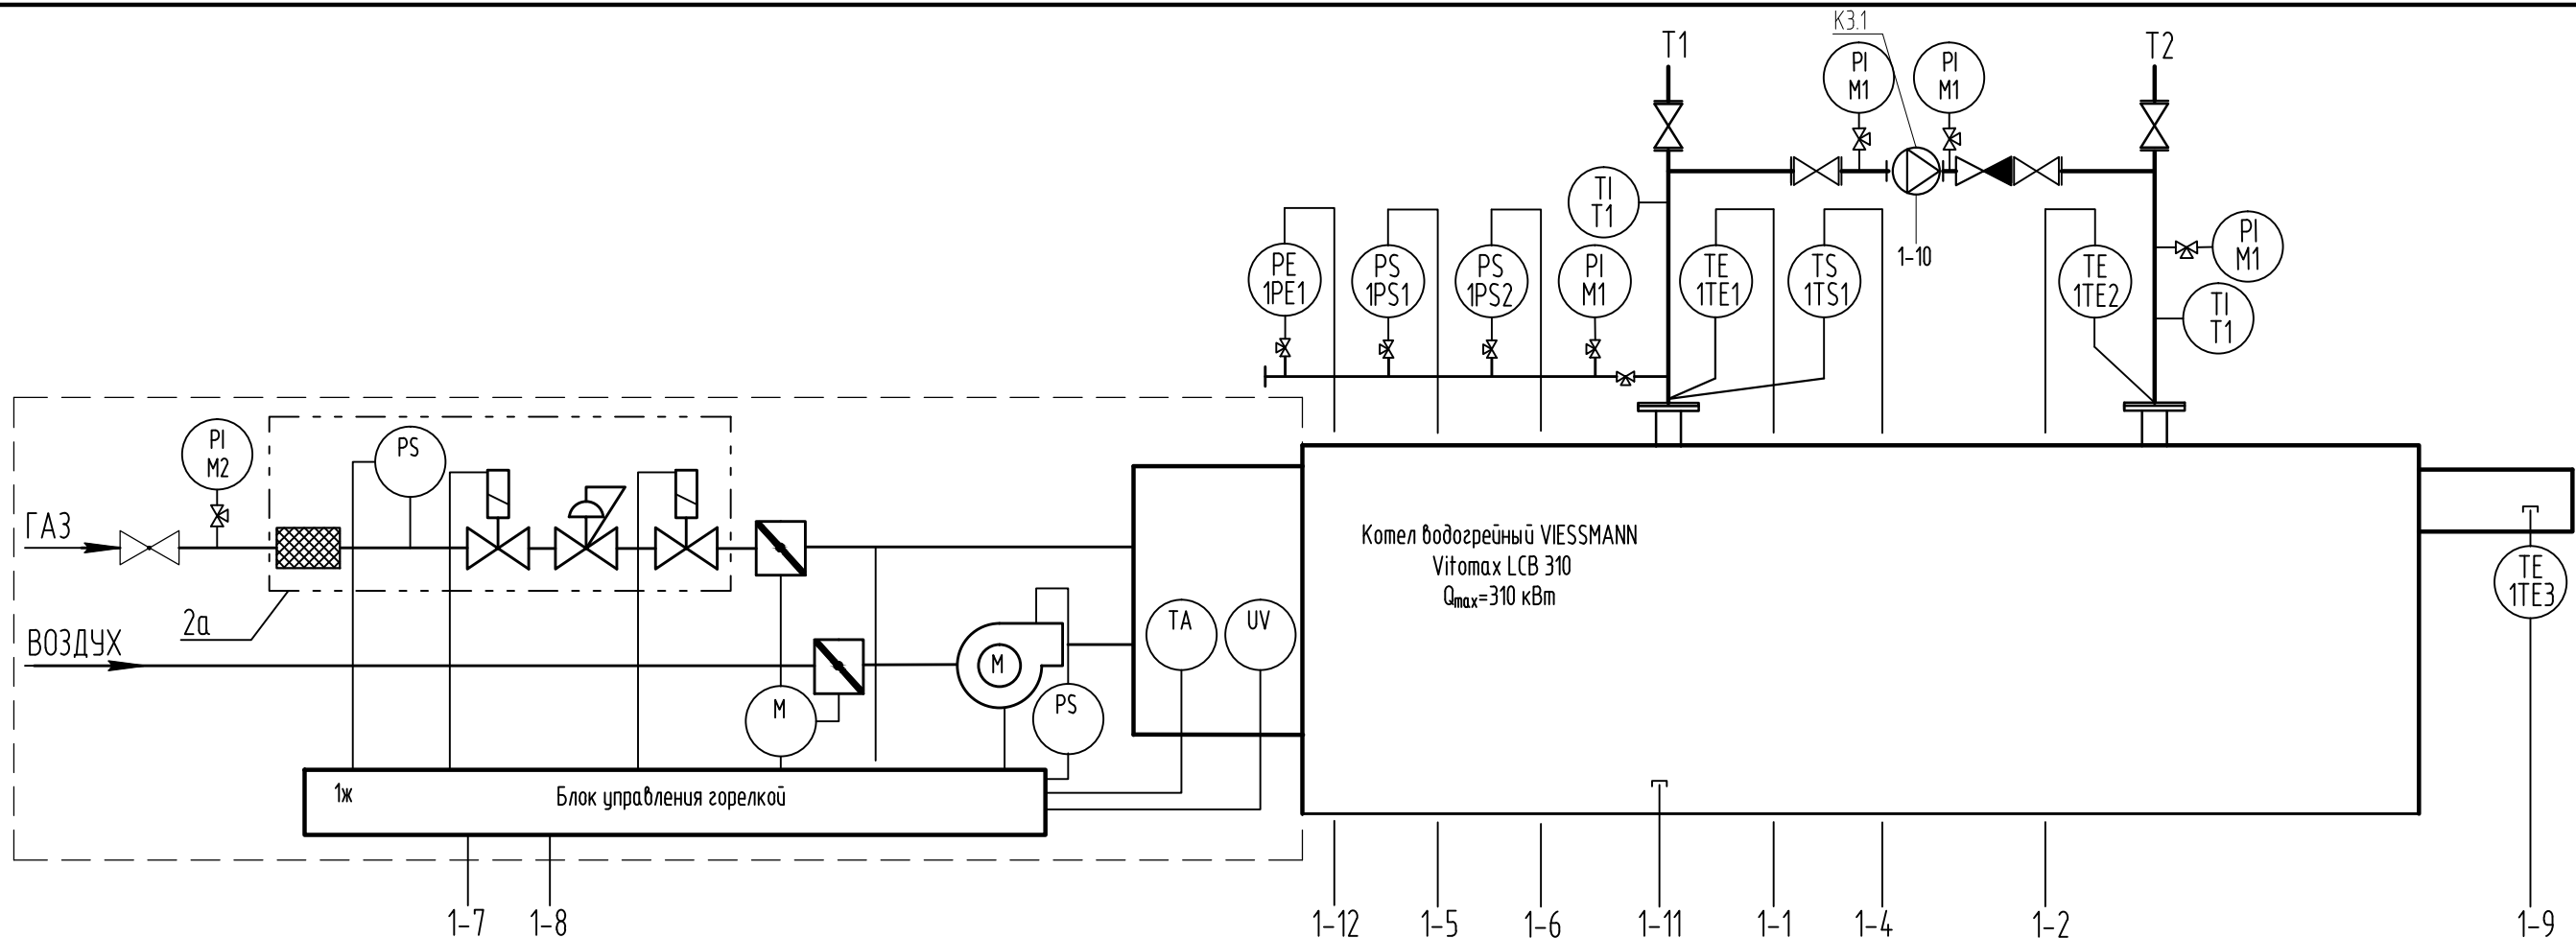 К3.1
T1
PI
M1
PI
M1
T2
TI
T1
1-10
PE
1PE1
PS
1PS1
PS
1PS2
PI
M1
TE
1TE1
TS
1TS1
TE
1TE2
PI
M1
TI
T1
PI
M2
PS
ГАЗ
2а
ВОЗДУХ
М
М
PS
TA
UV
Котел водогрейный VIESSMANN
Vitomax LCB 310
Qmax=310 кВт
TE
1TE3
1ж
Блок управления горелкой
1-7
1-8
1-12
1-5
1-6
1-11
1-1
1-4
1-2
1-9